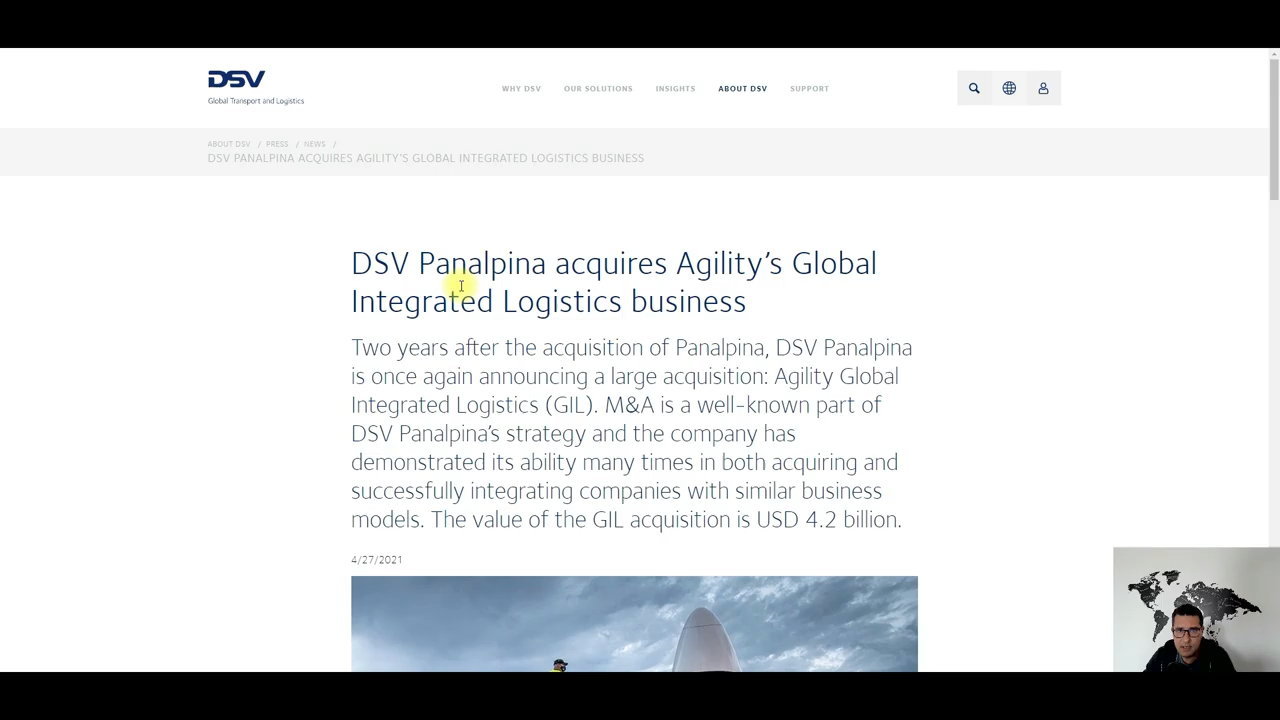 DSV
Global Transport and Logistics
WHY DSV
OUR SOLUTIONS
INSIGHTS
ABOUT DSV
SUPPORT
ABOUT DSV / PRESS / NEWS /
DSV PANALPINA ACQUIRES AGILITY'S GLOBAL INTEGRATED LOGISTICS BUSINESS
DSV Panalpina acquires Agility's Global
Integrated Logistics business
Two years after the acquisition of Panalpina, DSV Panalpina
is once again announcing a large acquisition: Agility Global
Integrated Logistics (GIL). M&A is a well-known part of
DSV Panalpina's strategy and the company has
demonstrated its ability many times in both acquiring and
successfully integrating companies with similar business
models. The value of the GIL acquisition is USD 4.2 billion.
4/27/2021